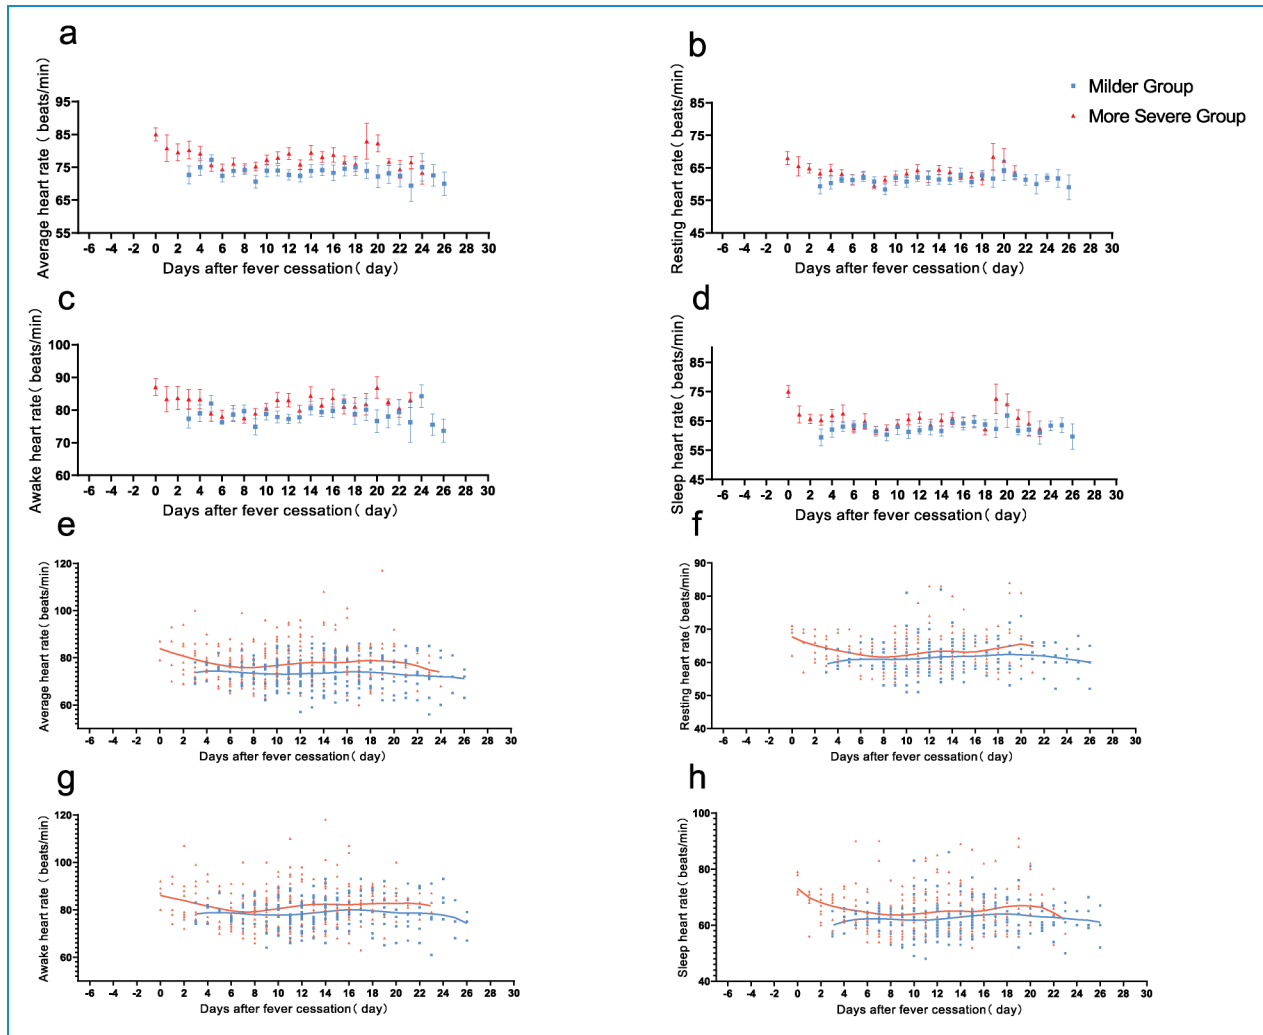 a
Average heart rate( beats/min)
95
85
75
65
55
-6 -4 -2 0 2 4 6 8 10 12 14 16 18 20 22 24 26 28 30
Days after fever cessation( day)
b
Resting heart rate( beats/min)
85
65
45
-6 -4 -2 0 2 4 6 8 10 12 14 16 18 20 22 24 26 28 30
Days after fever cessation( day)
Milder Group
More Severe Group
c
Awake heart rate( beats/min)
100
90
80
70
60
-6 -4 -2 0 2 4 6 8 10 12 14 16 18 20 22 24 26 28 30
Days after fever cessation( day)
d
Sleep heart rate( beats/min)
85
65
45
-6 -4 -2 0 2 4 6 8 10 12 14 16 18 20 22 24 26 28 30
Days after fever cessation( day)
e
Average heart rate( beats/min)
120
100
80
60
-6 -4 -2 0 2 4 6 8 10 12 14 16 18 20 22 24 26 28 30
Days after fever cessation( day)
f
Resting heart rate( beats/min)
90
80
70
60
50
40
-6 -4 -2 0 2 4 6 8 10 12 14 16 18 20 22 24 26 28 30
Days after fever cessation( day)
g
Awake heart rate( beats/min)
120
100
80
60
-6 -4 -2 0 2 4 6 8 10 12 14 16 18 20 22 24 26 28 30
Days after fever cessation( day)
h
Sleep heart rate( beats/min)
100
80
60
40
-6 -4 -2 0 2 4 6 8 10 12 14 16 18 20 22 24 26 28 30
Days after fever cessation( day)